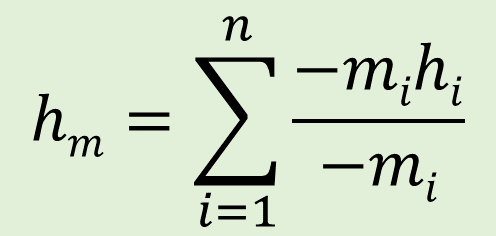 h_m = \sum_{i=1}^{n} \frac{-m_i h_i}{-m_i}